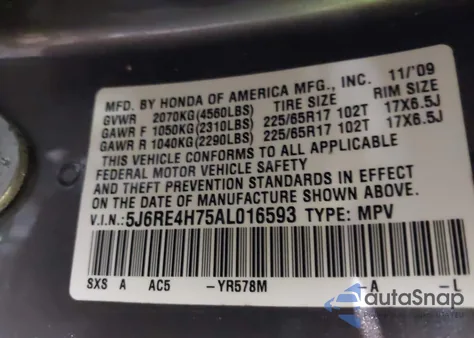 MFD. BY HONDA OF AMERICA MFG., INC. 11/'09
GVWR 2070KG(4560LBS) TIRE SIZE RIM SIZE
GAWR F 1050KG(2310LBS) 225/65R17 102T 17X6.5J
GAWR R 1040KG(2290LBS) 225/65R17 102T 17X6.5J
THIS VEHICLE CONFORMS TO ALL APPLICABLE
FEDERAL MOTOR VEHICLE SAFETY
AND THEFT PREVENTION STANDARDS IN EFFECT
ON THE DATE OF MANUFACTURE SHOWN ABOVE.
V.I.N.: 5J6RE4H75AL016593 TYPE: MPV
SXS A AC5 -YR578M -A -L
autaSnap